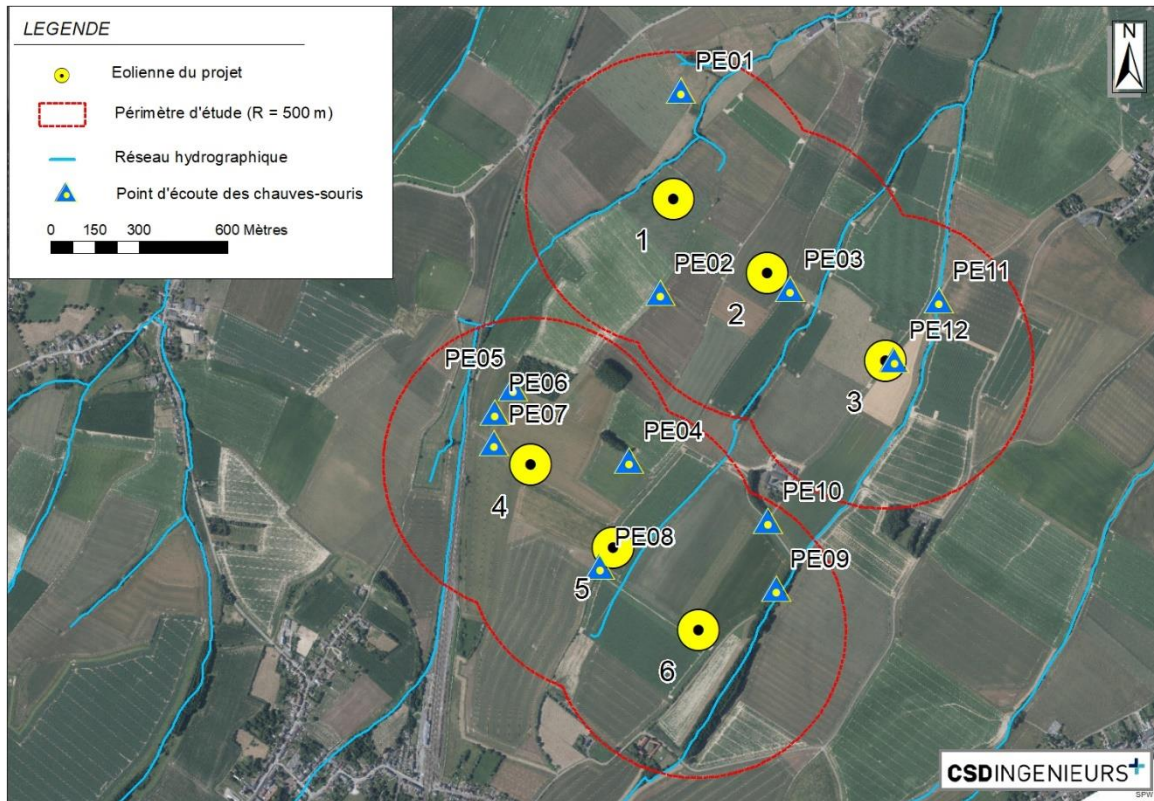 LEGENDE
Eolienne du projet
Périmètre d'étude (R = 500 m)
Réseau hydrographique
Point d'écoute des chauves-souris
0 150 300 600 Mètres
N
PE01
1
PE02
PE03
2
PE11
PE12
3
PE05
PE06
PE07
PE04
4
PE10
PE08
5
PE09
6
CSDINGENIEURS+
SPW